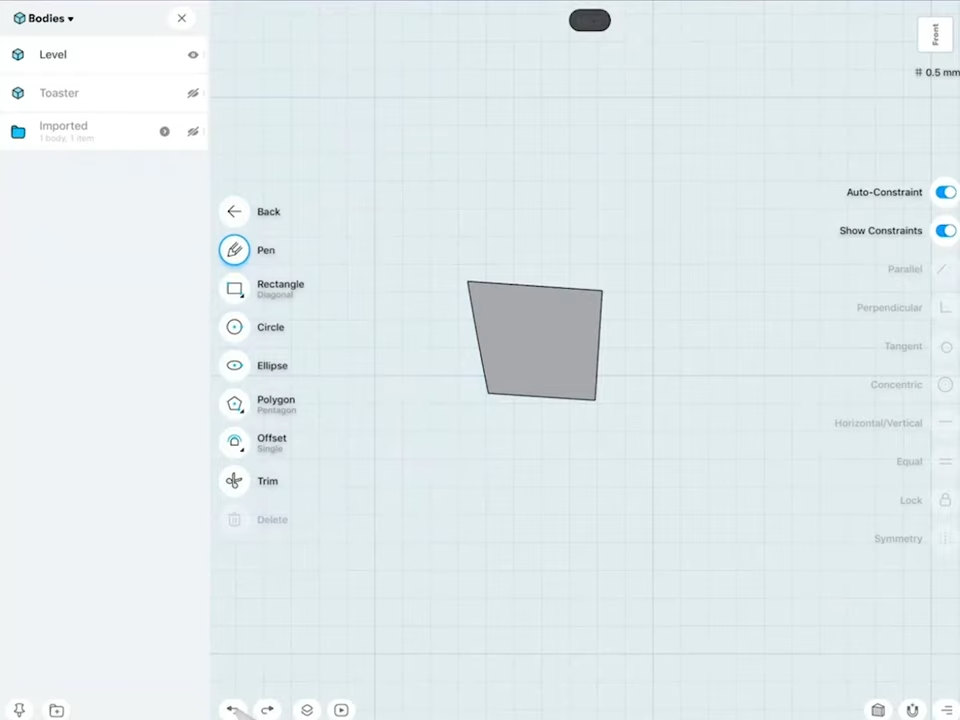 Bodies
Level
Toaster
Imported
1 body, 1 item
Front
0.5 mm
Back
Pen
Rectangle
Diagonal
Circle
Ellipse
Polygon
Pentagon
Offset
Single
Trim
Delete
Auto-Constraint
Show Constraints
Parallel
Perpendicular
Tangent
Concentric
Horizontal/Vertical
Equal
Lock
Symmetry